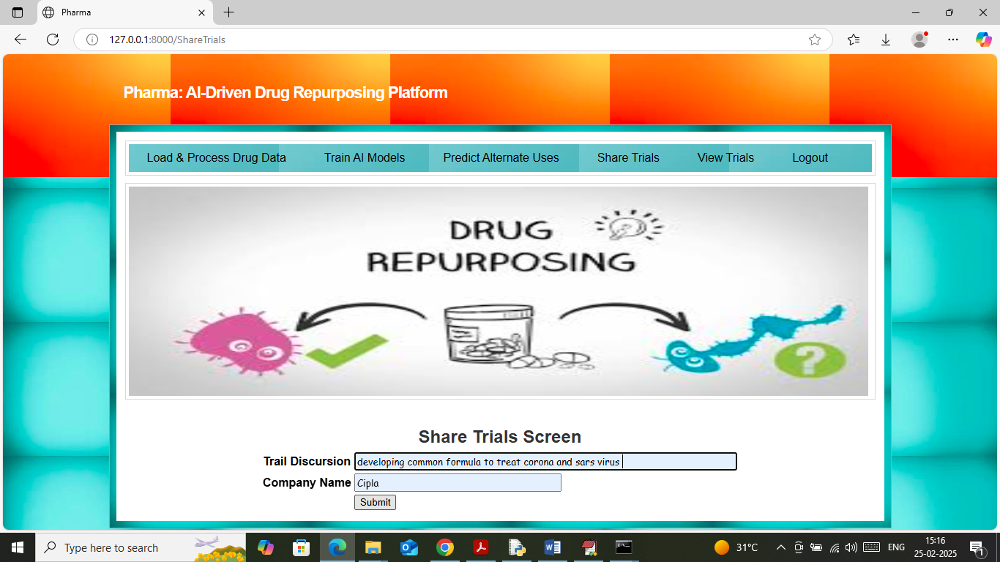 Pharma
127.0.0.1:8000/ShareTrials
Pharma: AI-Driven Drug Repurposing Platform
Load & Process Drug Data Train AI Models Predict Alternate Uses Share Trials View Trials Logout
DRUG
REPURPOSING
?
Share Trials Screen
Trail Discursion developing common formula to treat corona and sars virus
Company Name Cipla
Submit
Type here to search
31°C
ENG
15:16
25-02-2025
1